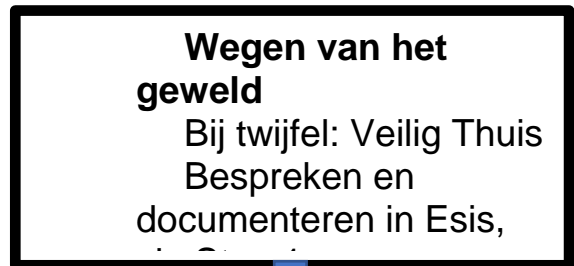 Wegen van het
geweld
Bij twijfel: Veilig Thuis
Bespreken en
documenteren in Esis,